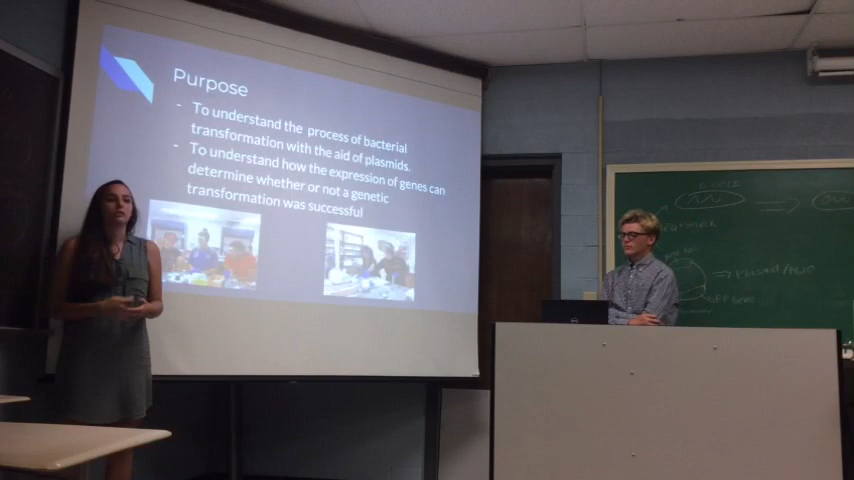 Purpose
- To understand the process of bacterial
transformation with the aid of plasmids.
- To understand how the expression of genes can
determine whether or not a genetic
transformation was successful